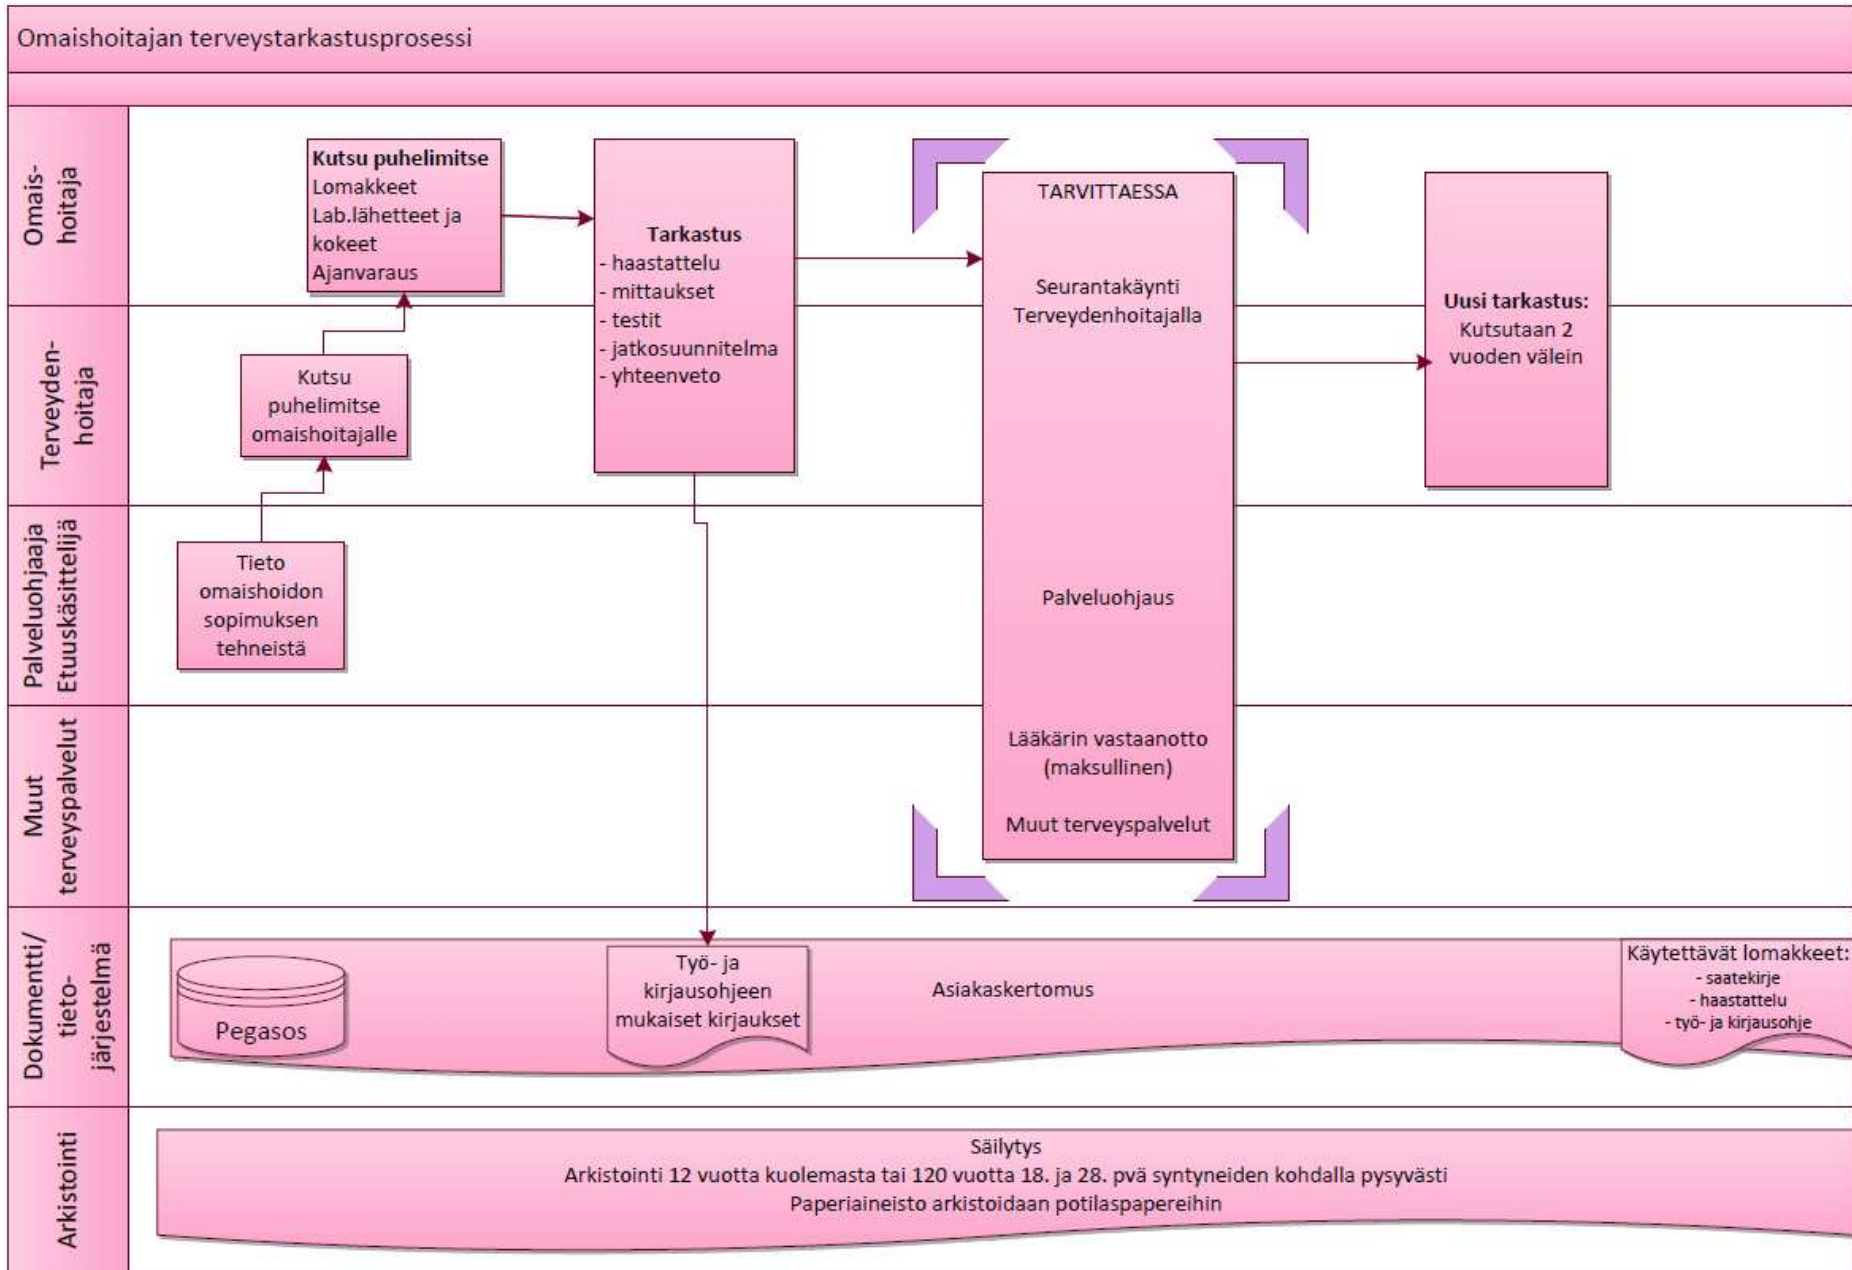 Omaishoitajan terveystarkastusprosessi
Omais-
hoitaja
Kutsu puhelimitse
Lomakkeet
Lab.lähetteet ja
kokeet
Ajanvaraus
Tarkastus
- haastattelu
- mittaukset
- testit
- jatkosuunnitelma
- yhteenveto
TARVITTAESSA
Seurantakäynti
Terveydenhoitajalla
Palveluohjaus
Lääkärin vastaanotto
(maksullinen)
Muut terveyspalvelut
Uusi tarkastus:
Kutsutaan 2
vuoden välein
Terveyden-
hoitaja
Kutsu
puhelimitse
omaishoitajalle
Palveluohjaaja
Etuuskäsittelijä
Tieto
omaishoidon
sopimuksen
tehneistä
Muut
terveyspalvelut
Dokumentti/
tieto-
järjestelmä
Pegasos
Työ- ja
kirjausohjeen
mukaiset kirjaukset
Asiakaskertomus
Käytettävät lomakkeet:
- saatekirje
- haastattelu
- työ- ja kirjausohje
Arkistointi
Säilytys
Arkistointi 12 vuotta kuolemasta tai 120 vuotta 18. ja 28. pvä syntyneiden kohdalla pysyvästi
Paperiaineisto arkistoidaan potilaspapereihin